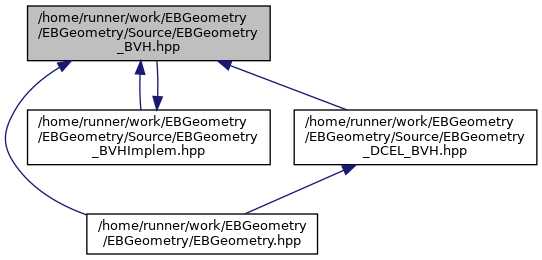 /home/runner/work/EBGeometry
/EBGeometry/Source/EBGeometry
_BVH.hpp
/home/runner/work/EBGeometry
/EBGeometry/Source/EBGeometry
_BVHImplem.hpp
/home/runner/work/EBGeometry
/EBGeometry/Source/EBGeometry
_DCEL_BVH.hpp
/home/runner/work/EBGeometry
/EBGeometry/EBGeometry.hpp